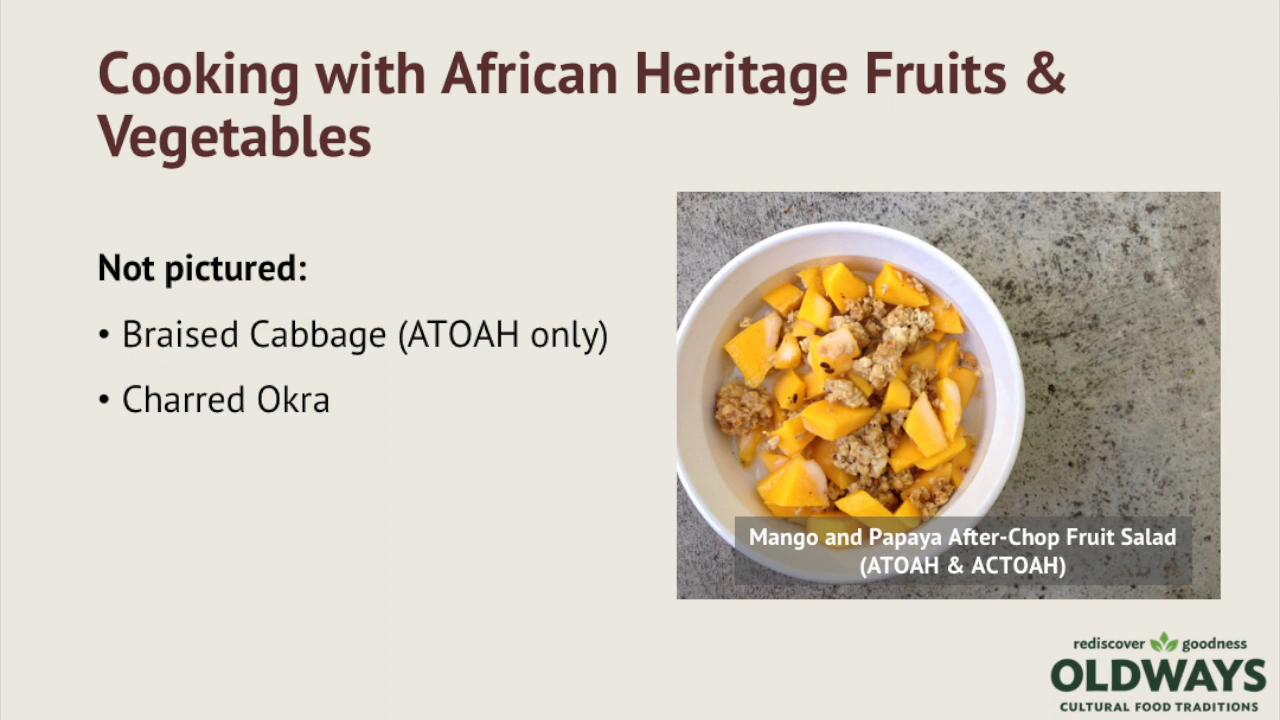 Cooking with African Heritage Fruits &
Vegetables
Not pictured:
• Braised Cabbage (ATOAH only)
• Charred Okra
Mango and Papaya After-Chop Fruit Salad
(ATOAH & ACTOAH)
rediscover goodness
OLDWAYS
CULTURAL FOOD TRADITIONS